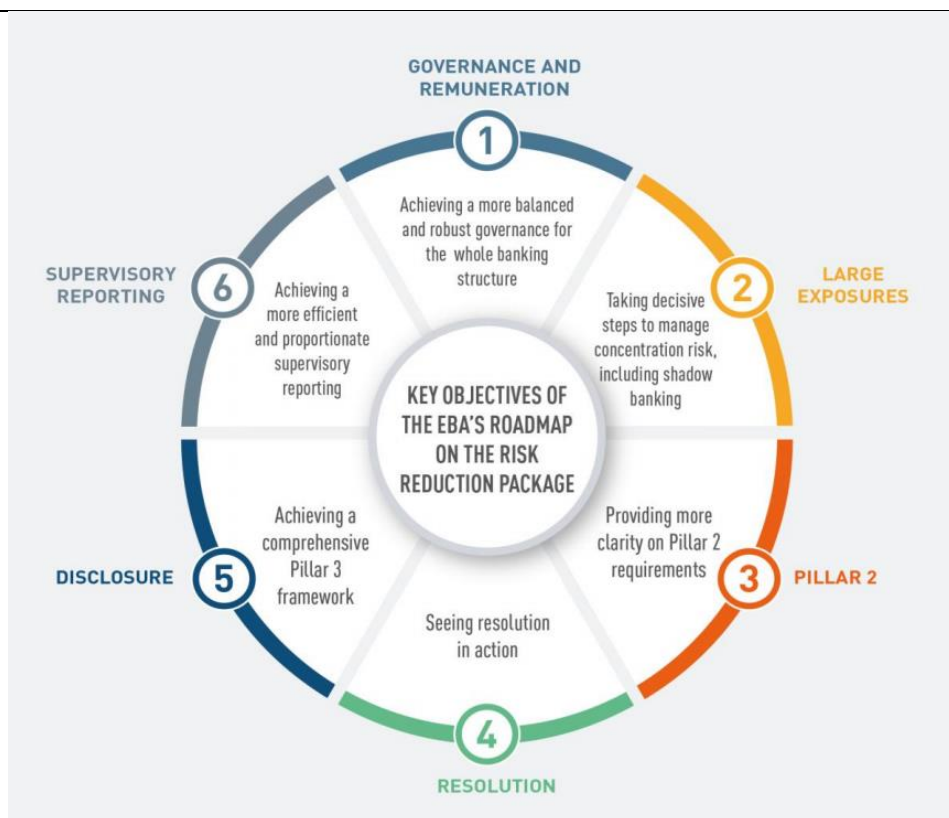 GOVERNANCE AND
REMUNERATION
1
Achieving a more balanced
and robust governance for
the whole banking
structure
2
LARGE
EXPOSURES
Taking decisive
steps to manage
concentration risk,
including shadow
banking
3
PILLAR 2
Providing more
clarity on Pillar 2
requirements
4
RESOLUTION
Seeing resolution
in action
5
DISCLOSURE
Achieving a
comprehensive
Pillar 3
framework
6
SUPERVISORY
REPORTING
Achieving a
more efficient
and proportionate
supervisory
reporting
KEY OBJECTIVES OF
THE EBA'S ROADMAP
ON THE RISK
REDUCTION PACKAGE